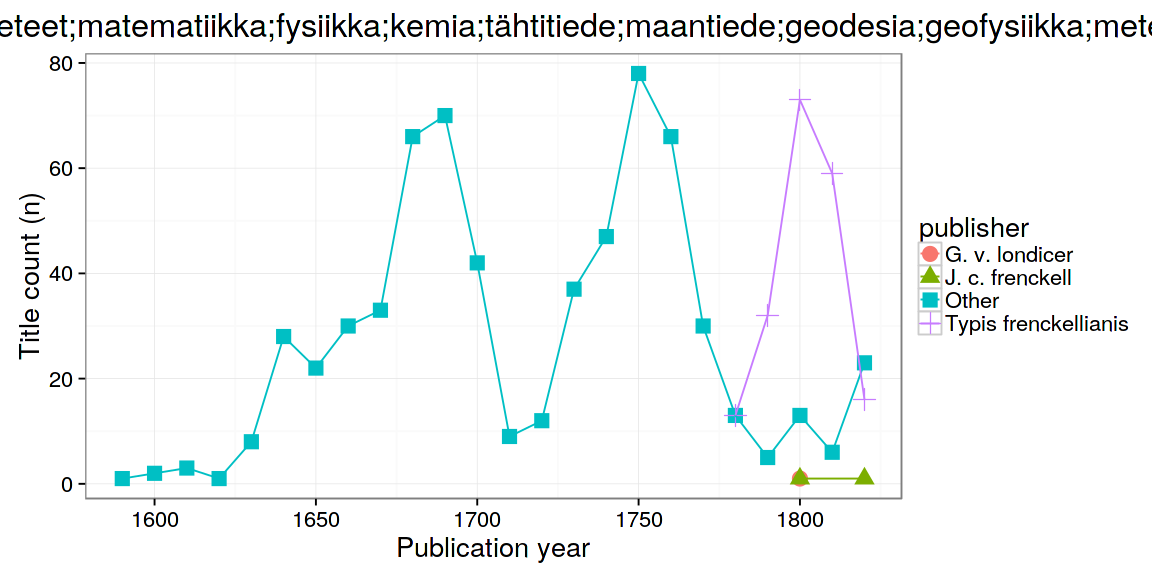 eteet;matematiikka;fysiikka;kemia;tähtitiede;maantiede;geodesia;geofysiikka;mete
80
60
40
20
0
Title count (n)
1600 1650 1700 1750 1800
Publication year
publisher
G. v. londicer
J. c. frenckell
Other
Typis frenckellianis